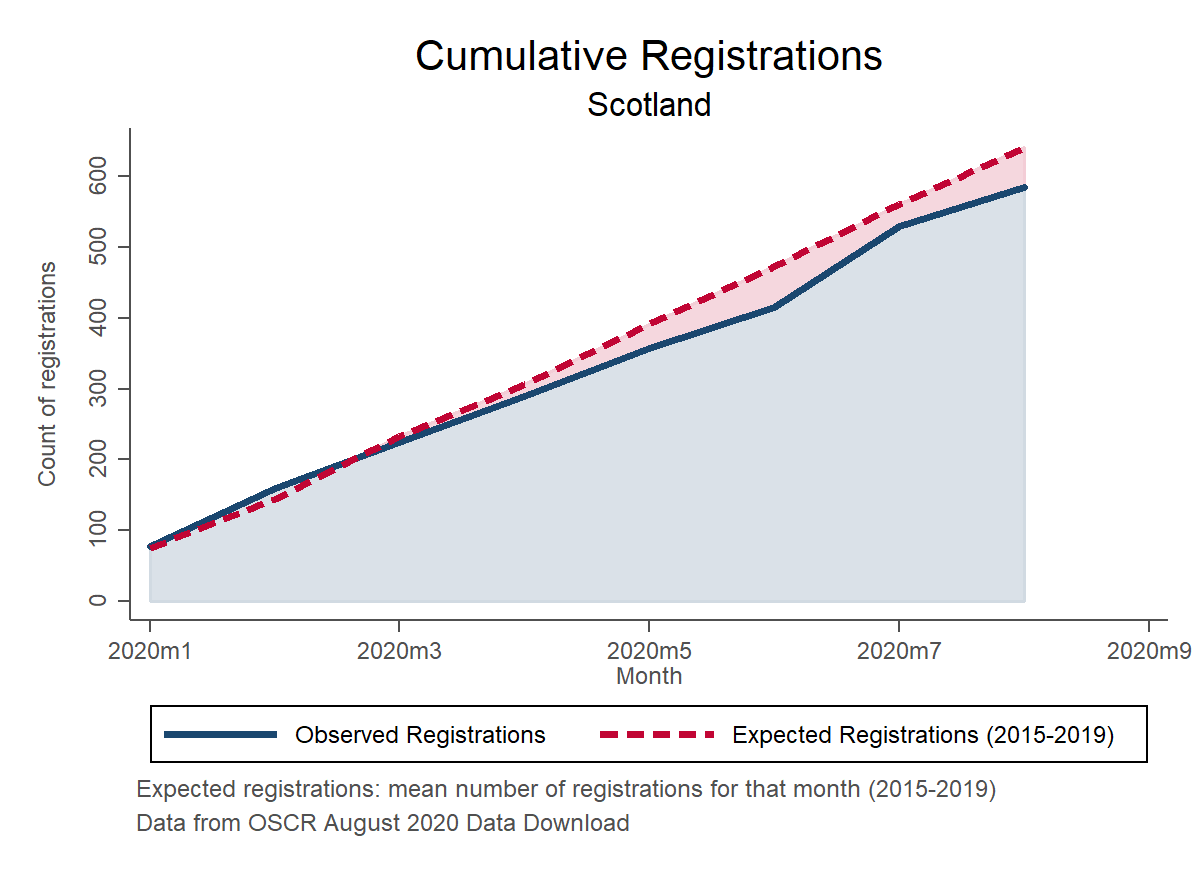 Cumulative Registrations
Scotland
Count of registrations
600
500
400
300
200
100
0
2020m1 2020m3 2020m5 2020m7 2020m9
Month
Observed Registrations Expected Registrations (2015-2019)
Expected registrations: mean number of registrations for that month (2015-2019)
Data from OSCR August 2020 Data Download